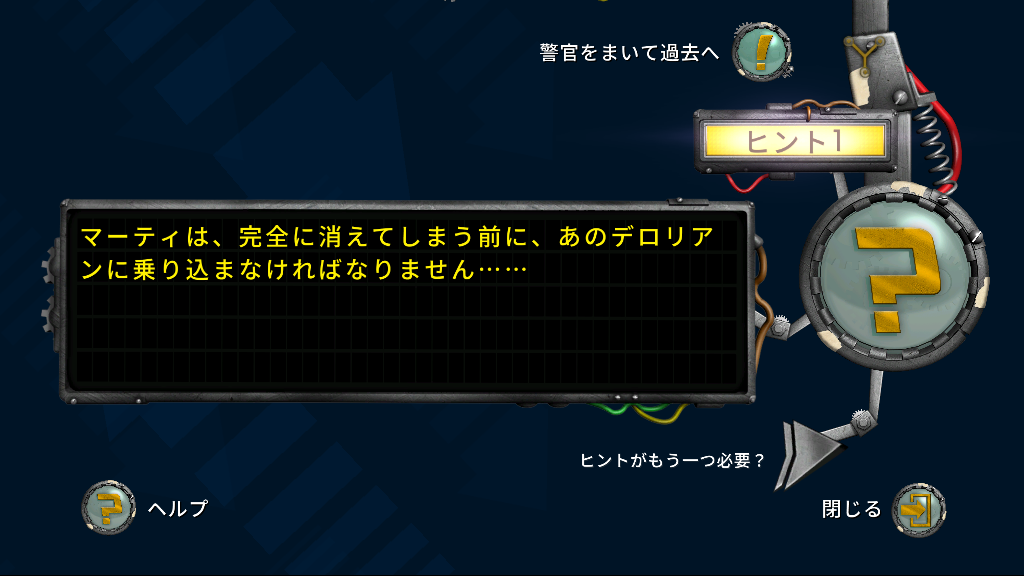 警官をまいて過去へ
ヒント1
マーティは、完全に消えてしまう前に、あのデロリア
ンに乗り込まなければなりません……
ヒントがもう一つ必要？
ヘルプ
閉じる